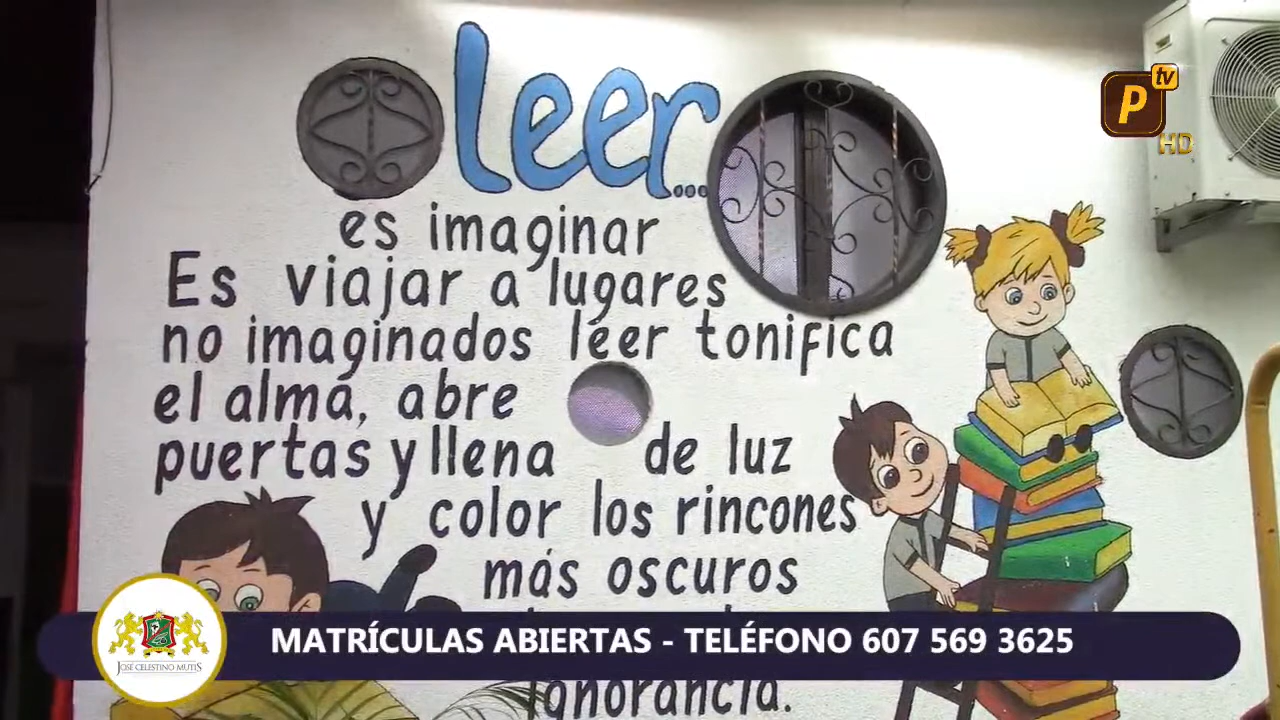 leer...
es imaginar
Es viajar a lugares
no imaginados leer tonifica
el alma, abre
puertas y llena de luz
y color los rincones
más oscuros
ignorancia.
P tv
HD
JOSÉ CELESTINO MUTIS
MATRÍCULAS ABIERTAS - TELÉFONO 607 569 3625